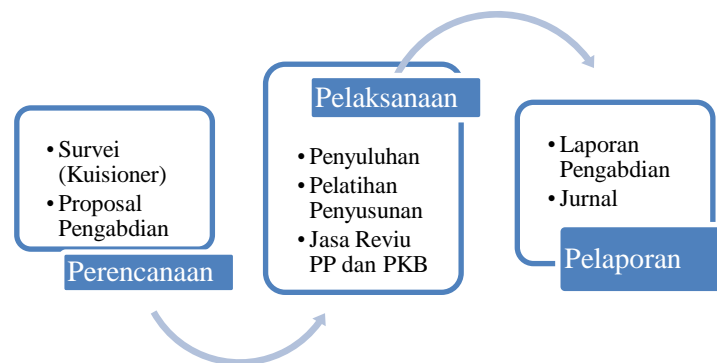 • Survei
(Kuisioner)
• Proposal
Pengabdian
Perencanaan
Pelaksanaan
• Penyuluhan
• Pelatihan
Penyusunan
• Jasa Reviu
PP dan PKB
• Laporan
Pengabdian
• Jurnal
Pelaporan